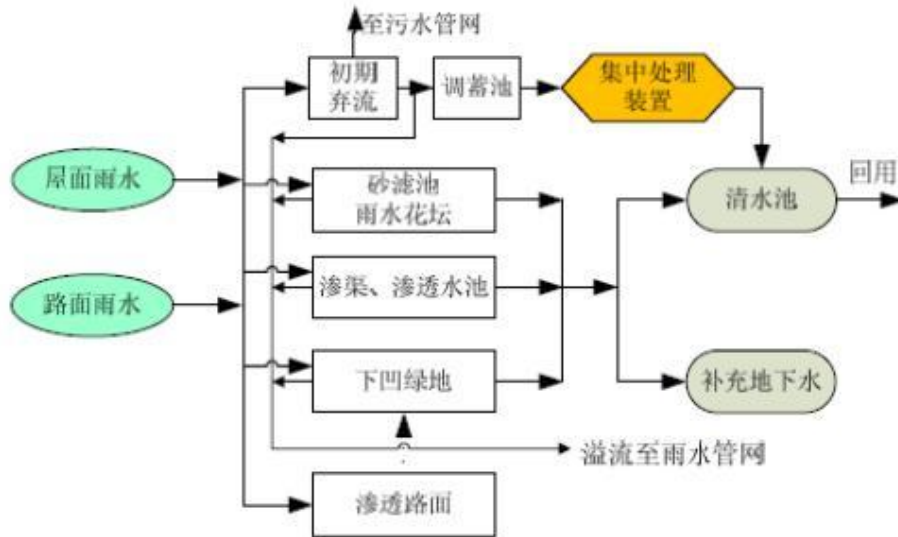 至污水管网
初期
弃流
调蓄池
集中处理
装置
屋面雨水
砂滤池
雨水花坛
清水池
回用
路面雨水
渗渠、渗透水池
下凹绿地
补充地下水
溢流至雨水管网
渗透路面